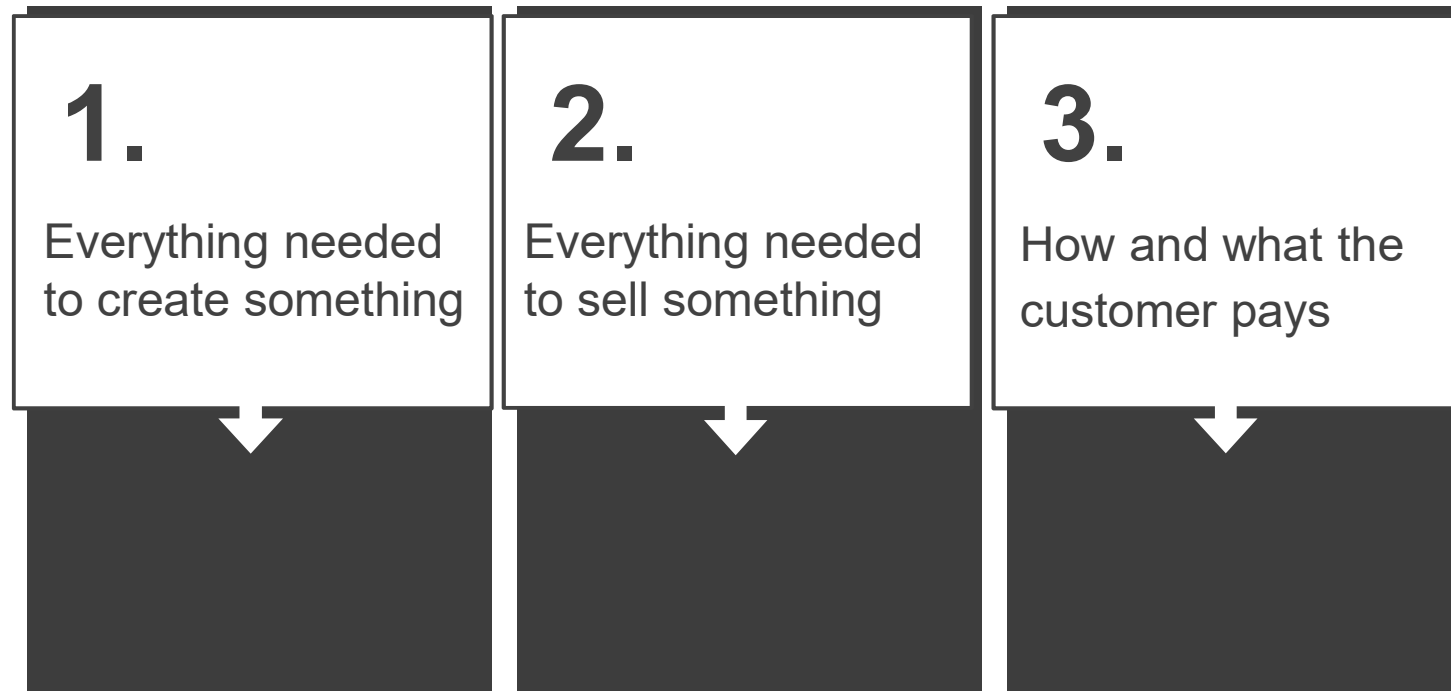 1.
Everything needed
to create something
2.
Everything needed
to sell something
3.
How and what the
customer pays